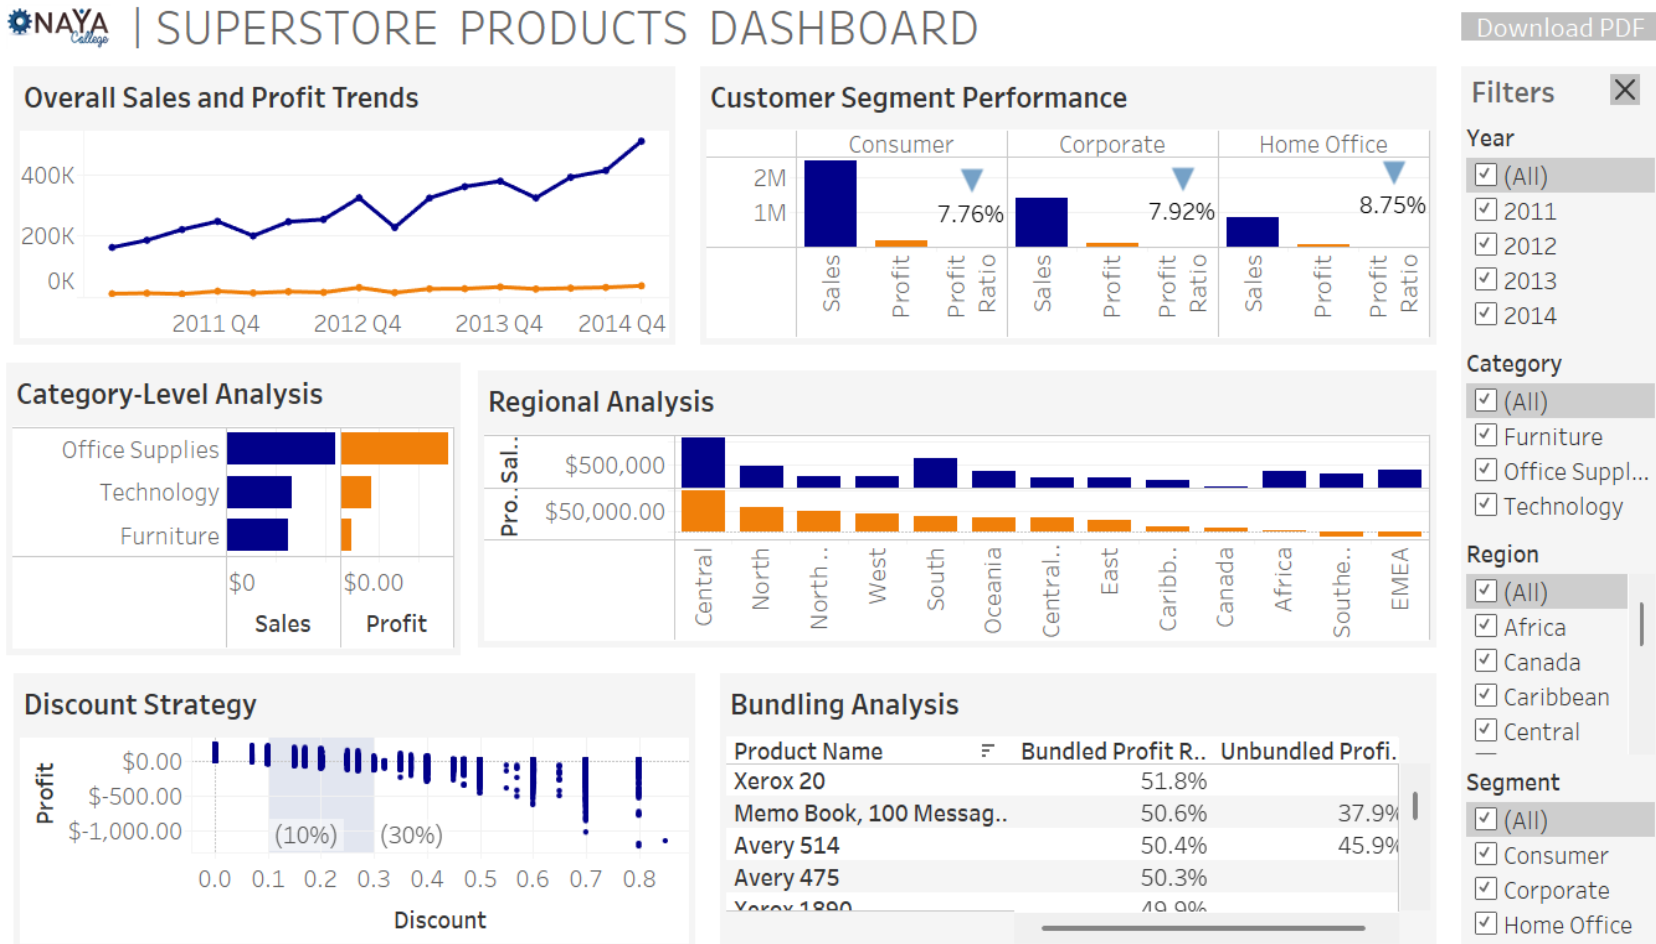 NAYA College | SUPERSTORE PRODUCTS DASHBOARD
Download PDF
Overall Sales and Profit Trends
400K
200K
0K
2011 Q4 2012 Q4 2013 Q4 2014 Q4
Customer Segment Performance
Consumer Corporate Home Office
2M
1M
7.76% 7.92% 8.75%
Sales Profit Profit Ratio Sales Profit Profit Ratio Sales Profit Profit Ratio
Category-Level Analysis
Office Supplies
Technology
Furniture
$0 $0.00
Sales Profit
Regional Analysis
Sal.. $500,000
Pro.. $50,000.00
Central North North .. West South Oceania Central.. East Caribb.. Canada Africa Southe.. EMEA
Discount Strategy
Profit
$0.00
$-500.00
$-1,000.00
(10%) (30%)
0.0 0.1 0.2 0.3 0.4 0.5 0.6 0.7 0.8
Discount
Bundling Analysis
Product Name Bundled Profit R.. Unbundled Profi.
Xerox 20 51.8%
Memo Book, 100 Messag.. 50.6% 37.9%
Avery 514 50.4% 45.9%
Avery 475 50.3%
Xerox 1890 49.9%
Filters
Year
(All)
2011
2012
2013
2014
Category
(All)
Furniture
Office Suppl...
Technology
Region
(All)
Africa
Canada
Caribbean
Central
Segment
(All)
Consumer
Corporate
Home Office